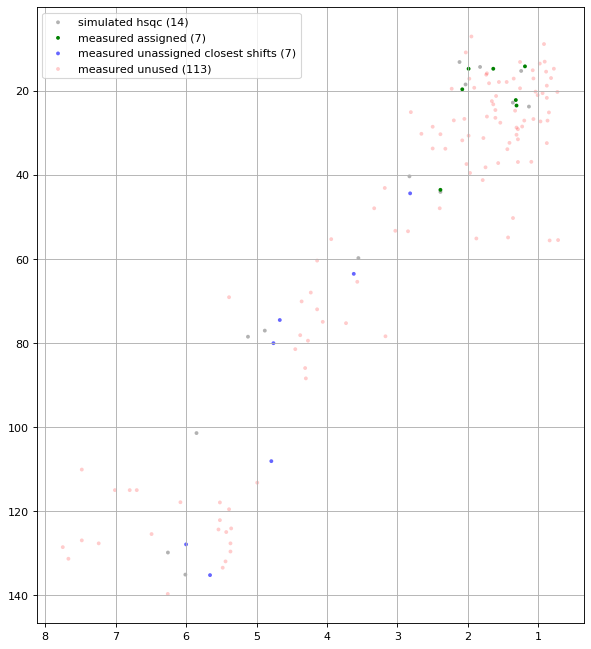 simulated hsqc (14)
measured assigned (7)
measured unassigned closest shifts (7)
measured unused (113)
20
40
60
80
100
120
140
8 7 6 5 4 3 2 1